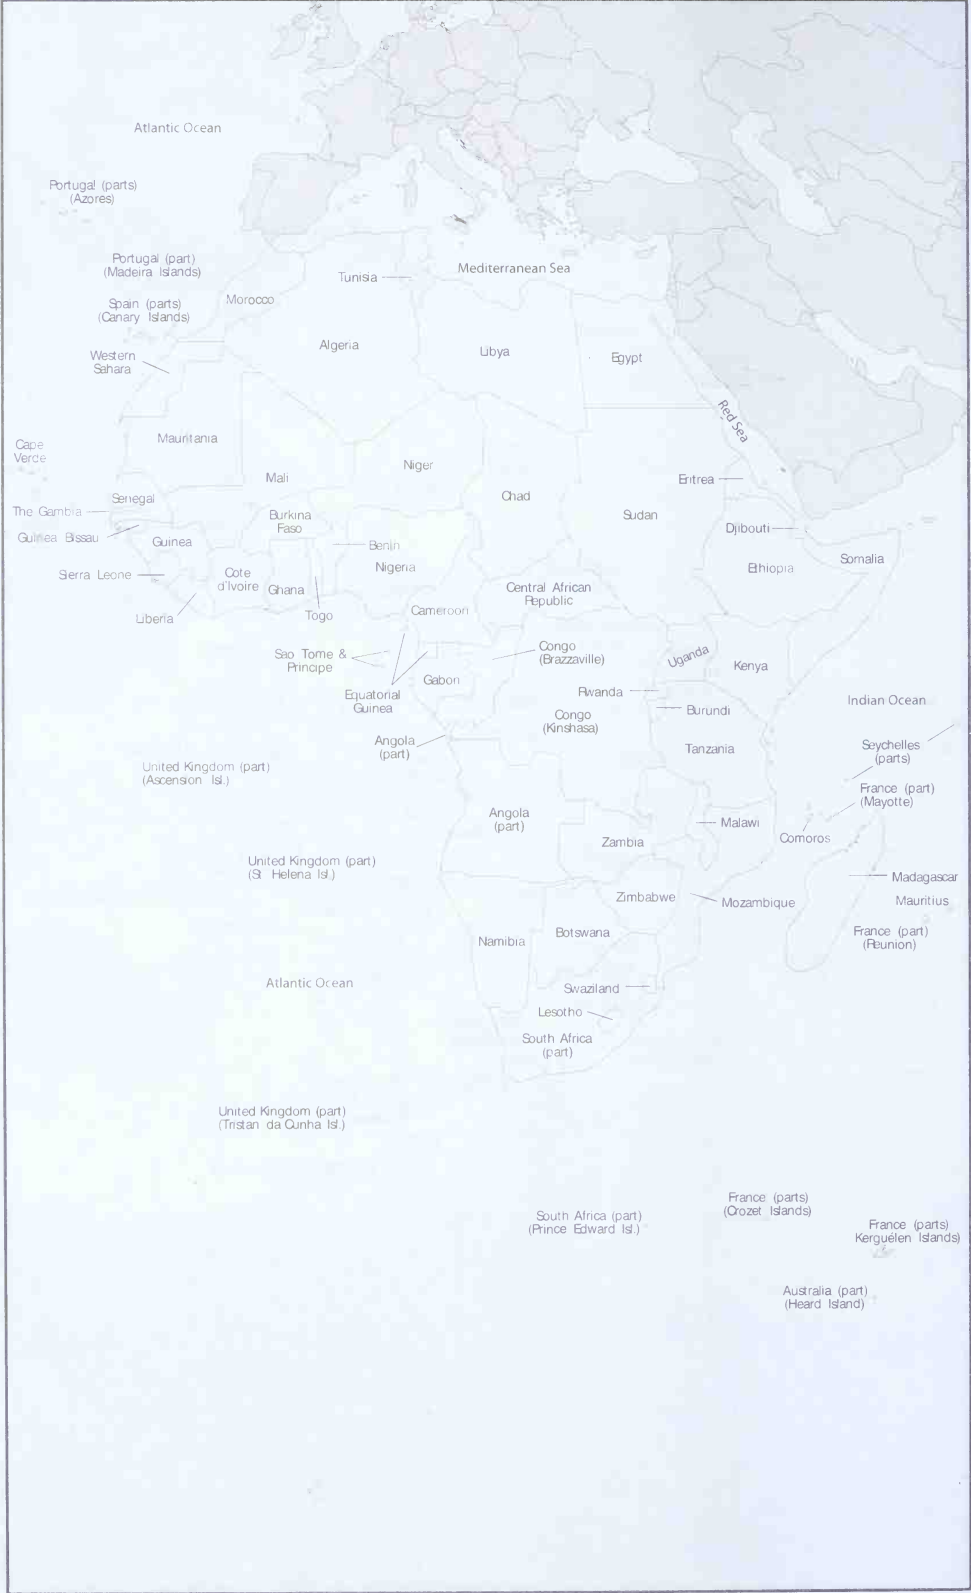 Atlantic Ocean
Portugal (parts)
(Azores)
Portugal (part)
(Madeira Islands)
Tunisia
Mediterranean Sea
Spain (parts)
(Canary Islands)
Morocco
Western
Sahara
Algeria
Libya
Egypt
Red Sea
Cape
Verde
Mauritania
Mali
Niger
Chad
Eritrea
Senegal
The Gambia
Burkina
Faso
Sudan
Guinea Bissau
Guinea
Benin
Djibouti
Somalia
Sierra Leone
Cote
d'Ivoire
Ghana
Nigeria
Central African
Republic
Ethiopia
Liberia
Togo
Cameroon
Sao Tome &
Principe
Congo
(Brazzaville)
Uganda
Kenya
Equatorial
Guinea
Gabon
Rwanda
Congo
(Kinshasa)
Burundi
Indian Ocean
Angola
(part)
Tanzania
Seychelles
(parts)
United Kingdom (part)
(Ascension Isl.)
France (part)
(Mayotte)
Angola
(part)
Zambia
Malawi
Comoros
United Kingdom (part)
(St Helena Isl.)
Madagascar
Zimbabwe
Mozambique
Mauritius
Namibia
Botswana
France (part)
(Reunion)
Atlantic Ocean
Swaziland
Lesotho
South Africa
(part)
United Kingdom (part)
(Tristan da Cunha Isl.)
South Africa (part)
(Prince Edward Isl.)
France (parts)
(Crozet Islands)
France (parts)
Kerguélen Islands)
Australia (part)
(Heard Island)